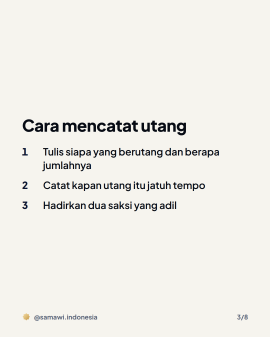 Cara mencatat utang
1 Tulis siapa yang berutang dan berapa
jumlahnya
2 Catat kapan utang itu jatuh tempo
3 Hadirkan dua saksi yang adil
@samawi.indonesia 3/8